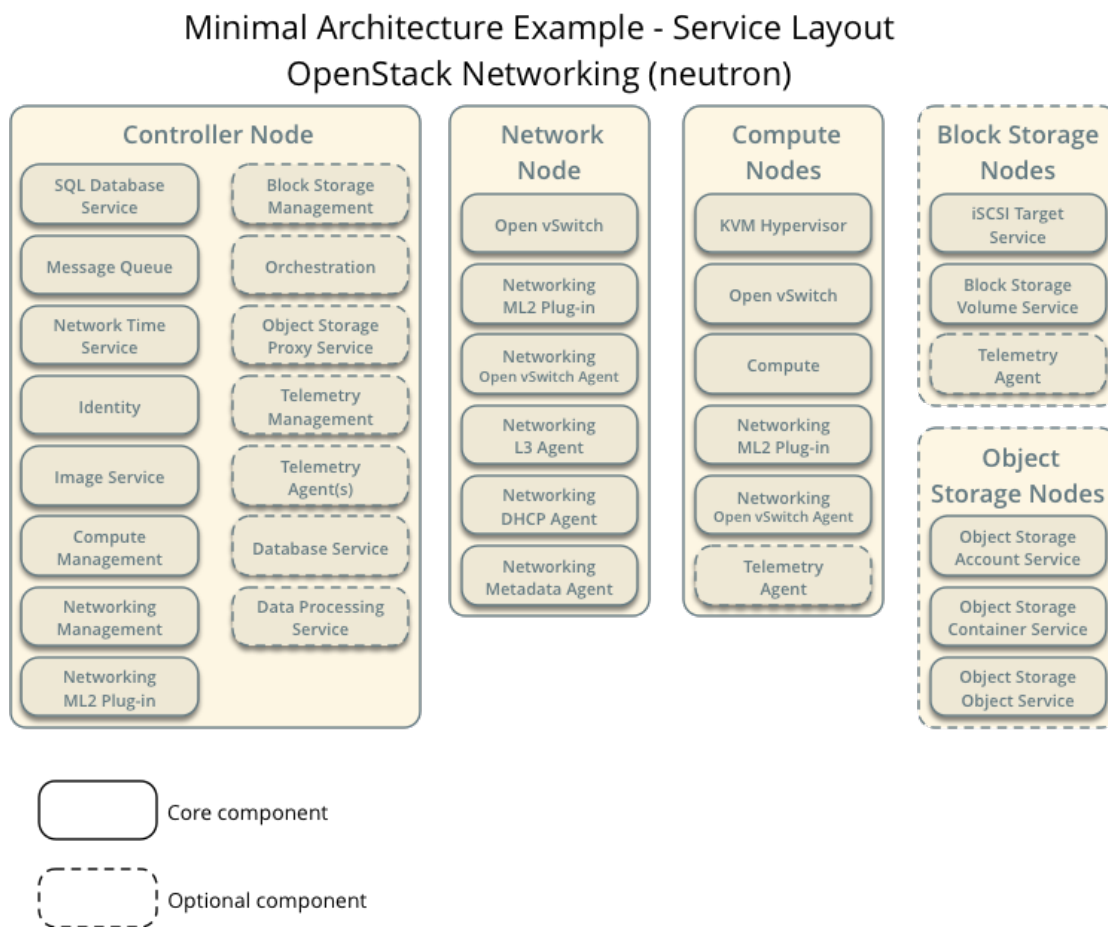 Minimal Architecture Example - Service Layout
OpenStack Networking (neutron)
Controller Node
SQL Database
Service
Message Queue
Network Time
Service
Identity
Image Service
Compute
Management
Networking
Management
Networking
ML2 Plug-in
Block Storage
Management
Orchestration
Object Storage
Proxy Service
Telemetry
Management
Telemetry
Agent(s)
Database Service
Data Processing
Service
Network
Node
Open vSwitch
Networking
ML2 Plug-in
Networking
Open vSwitch Agent
Networking
L3 Agent
Networking
DHCP Agent
Networking
Metadata Agent
Compute
Nodes
KVM Hypervisor
Open vSwitch
Compute
Networking
ML2 Plug-in
Networking
Open vSwitch Agent
Telemetry
Agent
Block Storage
Nodes
iSCSI Target
Service
Block Storage
Volume Service
Telemetry
Agent
Object
Storage Nodes
Object Storage
Account Service
Object Storage
Container Service
Object Storage
Object Service
Core component
Optional component